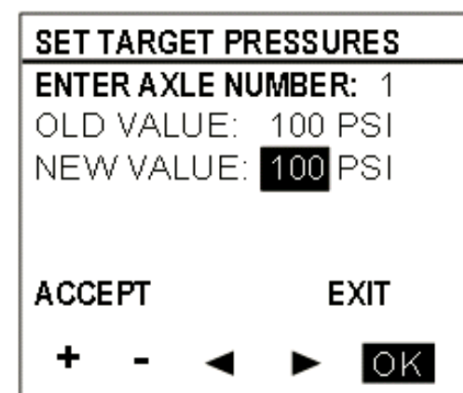 SET TARGET PRESSURES
ENTER AXLE NUMBER: 1
OLD VALUE: 100 PSI
NEW VALUE: 100 PSI
ACCEPT EXIT
+ - ◄ ► OK